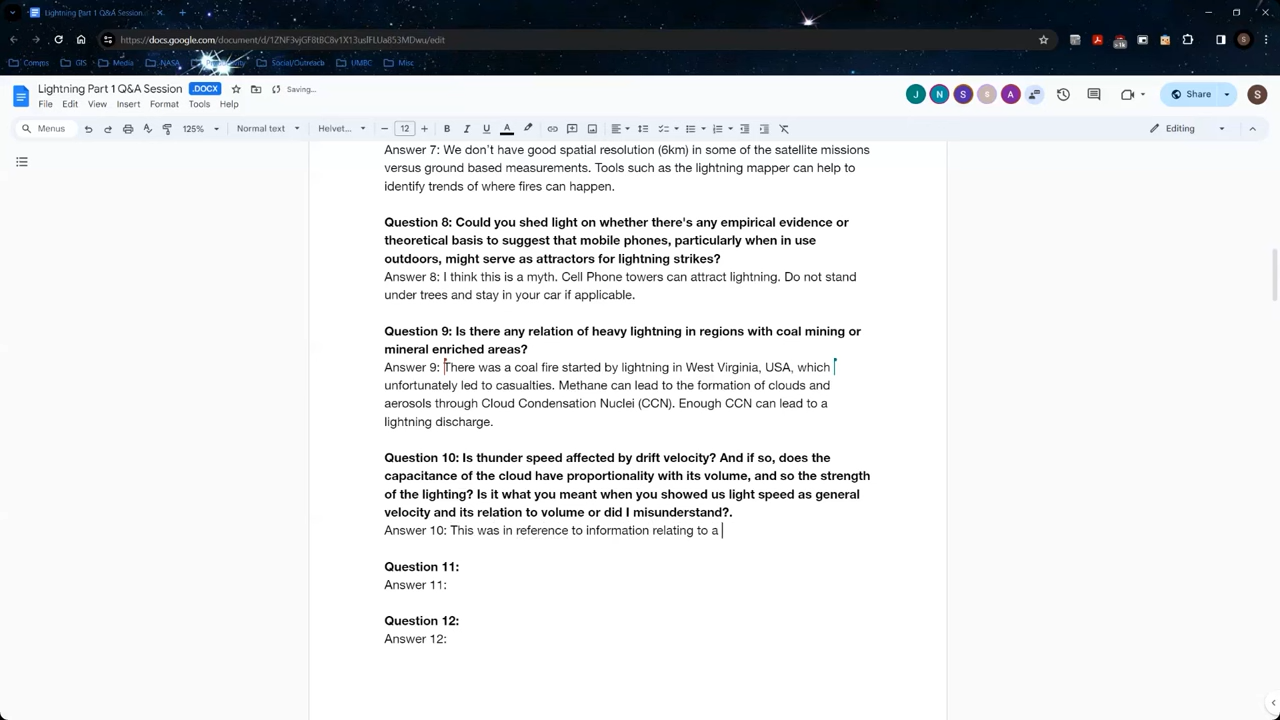 Lightning Part 1 Q&A Session
https://docs.google.com/document/d/1ZNF3vjGF8tBC8v1X13uslFLUa853MDwu/edit
Comps GIS Media NASA Social/Outreach UMBC Misc
Lightning Part 1 Q&A Session .DOCX Saving...
File Edit View Insert Format Tools Help
J N S S A Share S
Menus 125% Normal text Helvet... 12 B I U A Editing
Answer 7: We don't have good spatial resolution (6km) in some of the satellite missions
versus ground based measurements. Tools such as the lightning mapper can help to
identify trends of where fires can happen.
Question 8: Could you shed light on whether there's any empirical evidence or
theoretical basis to suggest that mobile phones, particularly when in use
outdoors, might serve as attractors for lightning strikes?
Answer 8: I think this is a myth. Cell Phone towers can attract lightning. Do not stand
under trees and stay in your car if applicable.
Question 9: Is there any relation of heavy lightning in regions with coal mining or
mineral enriched areas?
Answer 9: There was a coal fire started by lightning in West Virginia, USA, which
unfortunately led to casualties. Methane can lead to the formation of clouds and
aerosols through Cloud Condensation Nuclei (CCN). Enough CCN can lead to a
lightning discharge.
Question 10: Is thunder speed affected by drift velocity? And if so, does the
capacitance of the cloud have proportionality with its volume, and so the strength
of the lighting? Is it what you meant when you showed us light speed as general
velocity and its relation to volume or did I misunderstand?.
Answer 10: This was in reference to information relating to a
Question 11:
Answer 11:
Question 12:
Answer 12: